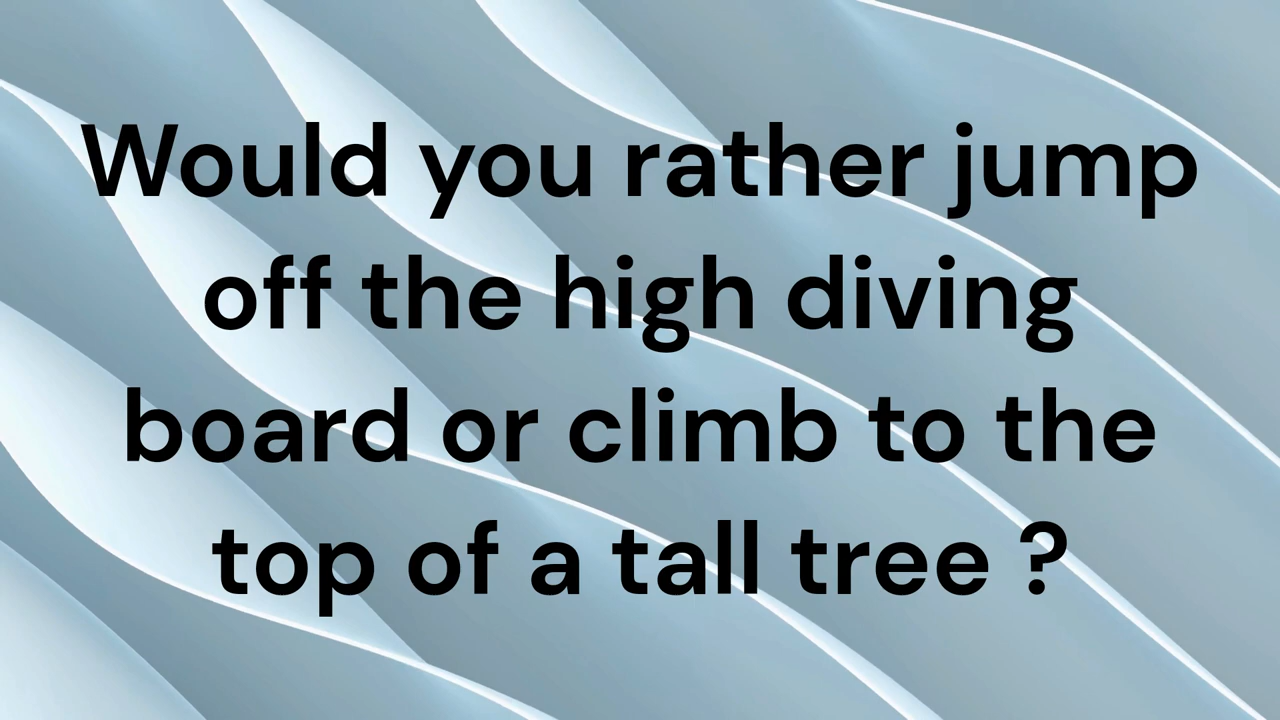 Would you rather jump
off the high diving
board or climb to the
top of a tall tree ?